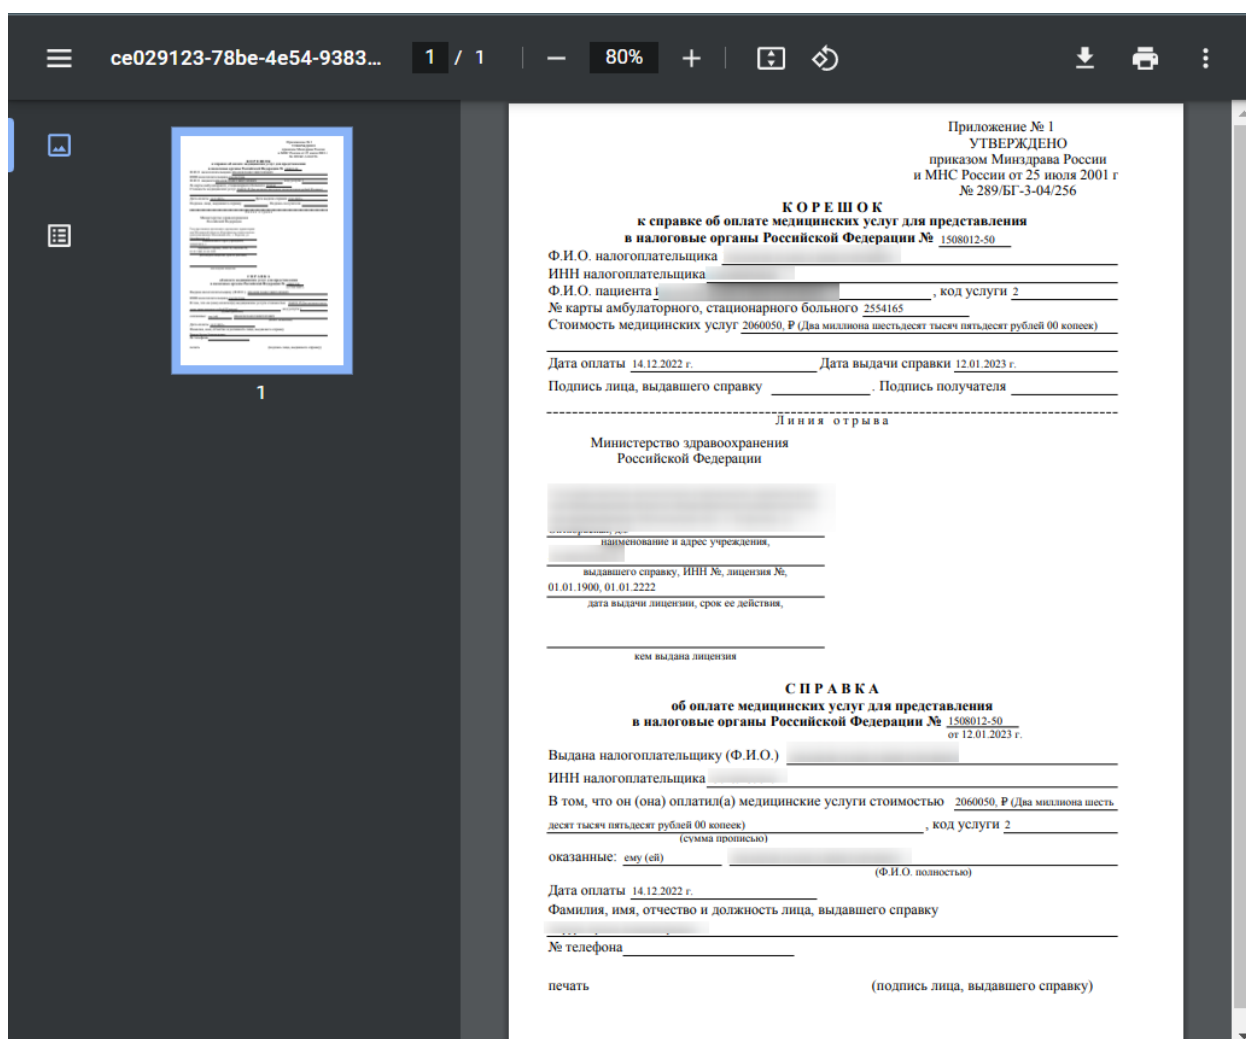 ce029123-78be-4e54-9383...
1 / 1
80%
1
Приложение № 1
УТВЕРЖДЕНО
приказом Минздрава России
и МНС России от 25 июля 2001 г
№ 289/БГ-3-04/256
КОРЕШОК
к справке об оплате медицинских услуг для представления
в налоговые органы Российской Федерации № 1508012-50
Ф.И.О. налогоплательщика
ИНН налогоплательщика
Ф.И.О. пациента , код услуги 2
№ карты амбулаторного, стационарного больного 2554165
Стоимость медицинских услуг 2060050, ₽ (Два миллиона шестьдесят тысяч пятьдесят рублей 00 копеек)
Дата оплаты 14.12.2022 г. Дата выдачи справки 12.01.2023 г.
Подпись лица, выдавшего справку . Подпись получателя
Линия отрыва
Министерство здравоохранения
Российской Федерации
наименование и адрес учреждения,
выдавшего справку, ИНН №, лицензия №,
01.01.1900, 01.01.2222
дата выдачи лицензии, срок ее действия,
кем выдана лицензия
СПРАВКА
об оплате медицинских услуг для представления
в налоговые органы Российской Федерации № 1508012-50
от 12.01.2023 г.
Выдана налогоплательщику (Ф.И.О.)
ИНН налогоплательщика
В том, что он (она) оплатил(а) медицинские услуги стоимостью 2060050, ₽ (Два миллиона шесть
десят тысяч пятьдесят рублей 00 копеек) , код услуги 2
(сумма прописью)
оказанные: ему (ей)
(Ф.И.О. полностью)
Дата оплаты 14.12.2022 г.
Фамилия, имя, отчество и должность лица, выдавшего справку
№ телефона
печать (подпись лица, выдавшего справку)